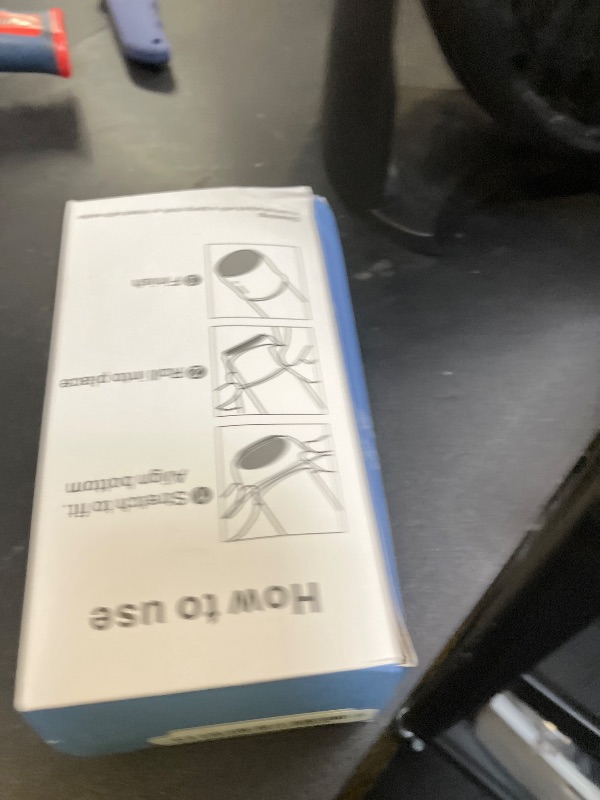 How to use
1 Stretch to fit.
Align bottom
2 Roll into place
3 Finish